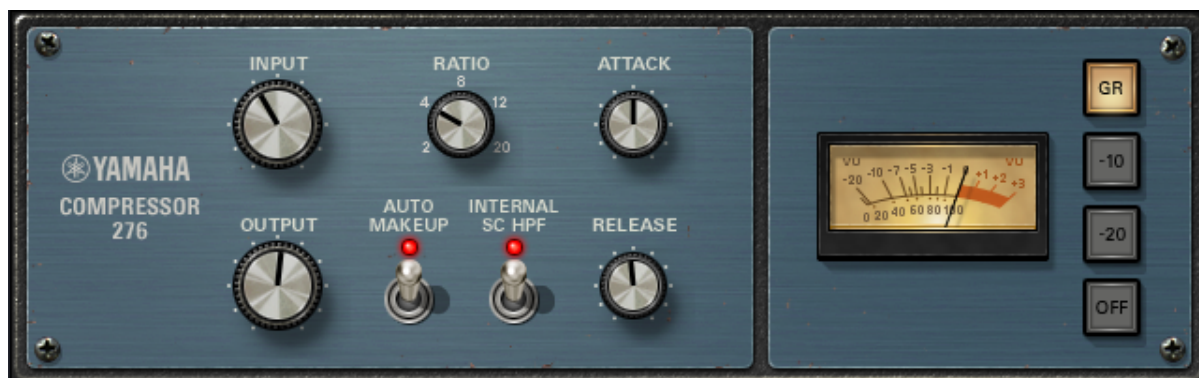 INPUT
RATIO
2 4 8 12 20
ATTACK
YAMAHA
COMPRESSOR
276
OUTPUT
AUTO
MAKEUP
INTERNAL
SC HPF
RELEASE
VU VU
-20 -10 -7 -5 -3 -1 0 +1 +2 +3
0 20 40 60 80 100
GR
-10
-20
OFF